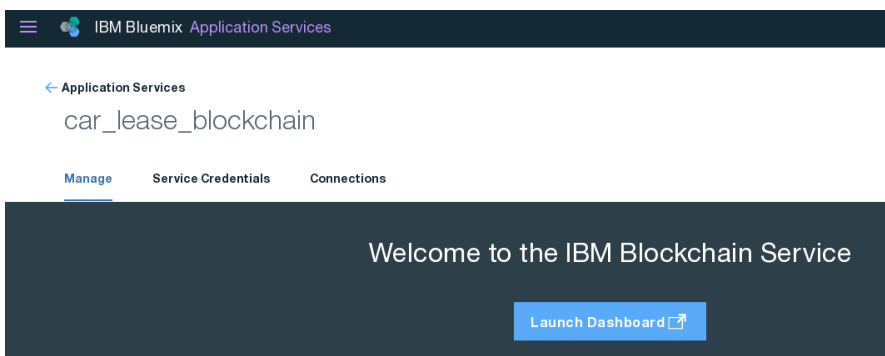 IBM Bluemix Application Services
Application Services
car_lease_blockchain
Manage Service Credentials Connections
Welcome to the IBM Blockchain Service
Launch Dashboard